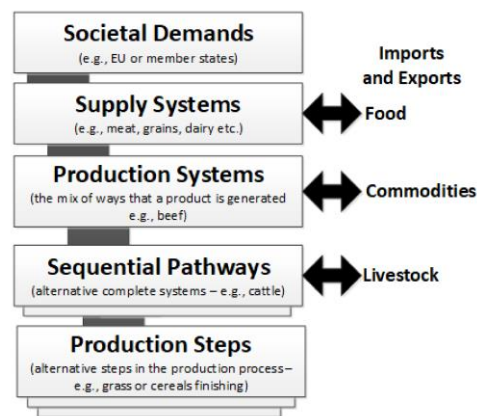 Societal Demands
(e.g., EU or member states)
Imports
and Exports
Supply Systems
(e.g., meat, grains, dairy etc.)
Food
Production Systems
(the mix of ways that a product is generated
e.g., beef)
Commodities
Sequential Pathways
(alternative complete systems – e.g., cattle)
Livestock
Production Steps
(alternative steps in the production process–
e.g., grass or cereals finishing)